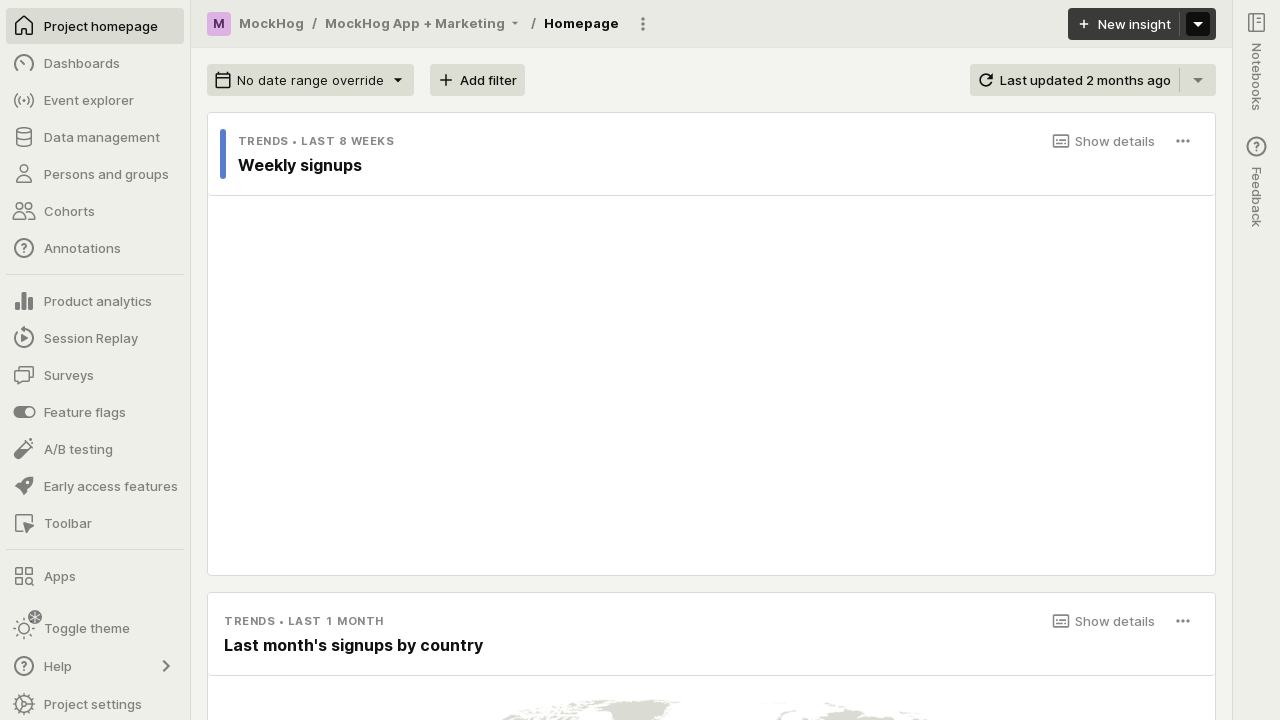 Project homepage
Dashboards
Event explorer
Data management
Persons and groups
Cohorts
Annotations
Product analytics
Session Replay
Surveys
Feature flags
A/B testing
Early access features
Toolbar
Apps
Toggle theme
Help
Project settings
M MockHog / MockHog App + Marketing / Homepage
New insight
No date range override
Add filter
Last updated 2 months ago
TRENDS • LAST 8 WEEKS
Show details
Weekly signups
TRENDS • LAST 1 MONTH
Show details
Last month's signups by country
Notebooks
Feedback